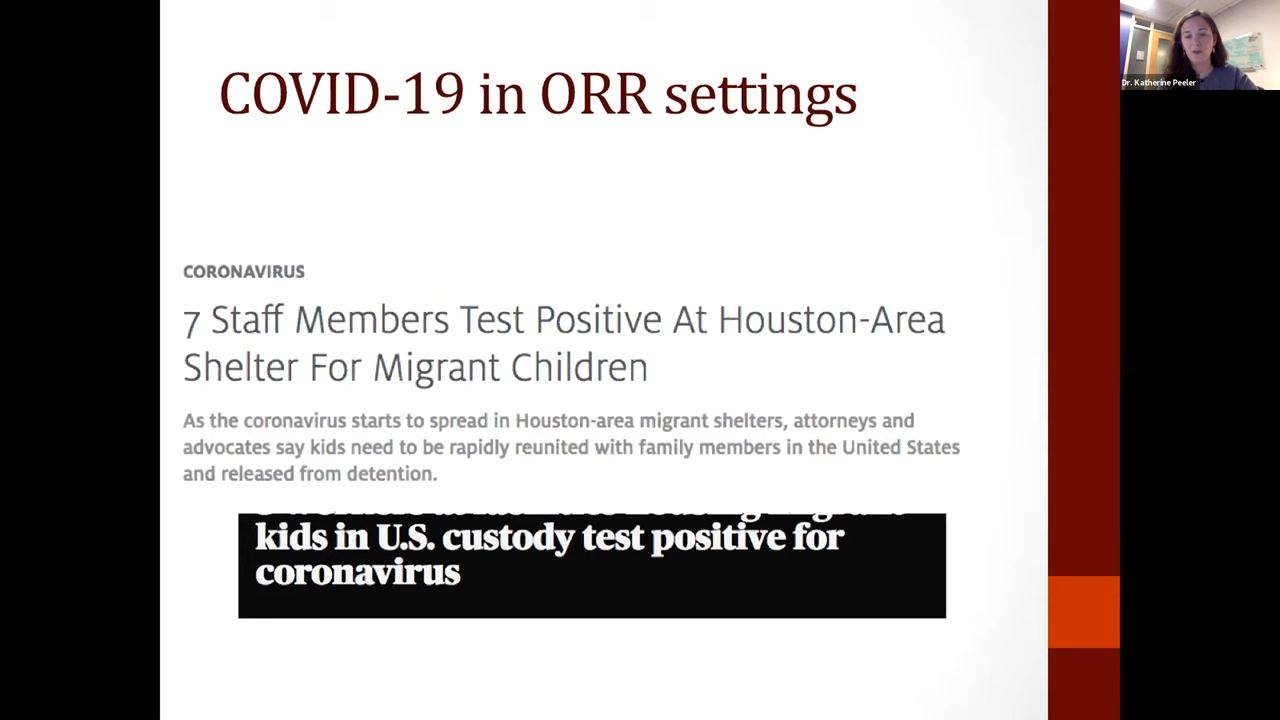 COVID-19 in ORR settings
Dr. Katherine Peeler
CORONAVIRUS
7 Staff Members Test Positive At Houston-Area
Shelter For Migrant Children
As the coronavirus starts to spread in Houston-area migrant shelters, attorneys and
advocates say kids need to be rapidly reunited with family members in the United States
and released from detention.
kids in U.S. custody test positive for
coronavirus